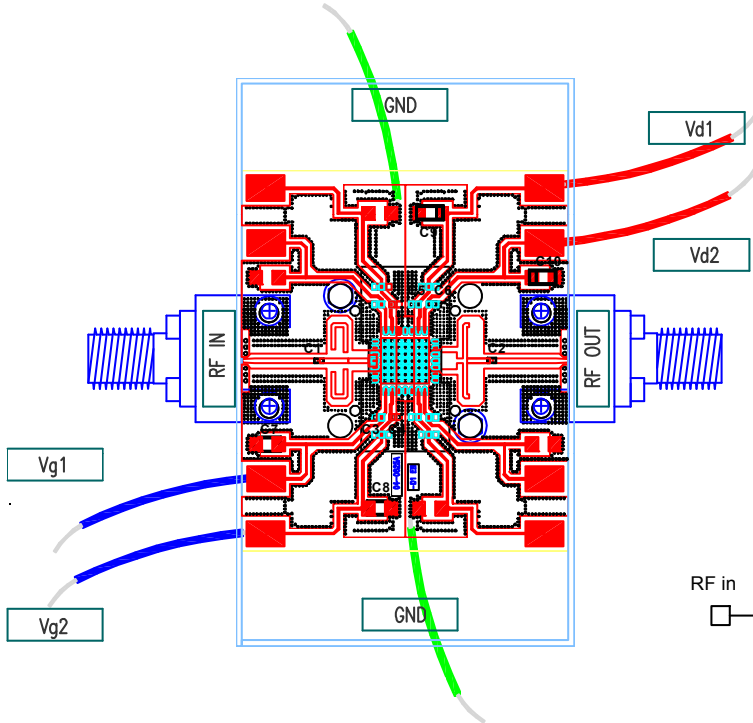 GND
Vd1
C9
Vd2
C10
RF IN
C1
C2
RF OUT
C7
C3
Vg1
C8
RF in
GND
Vg2